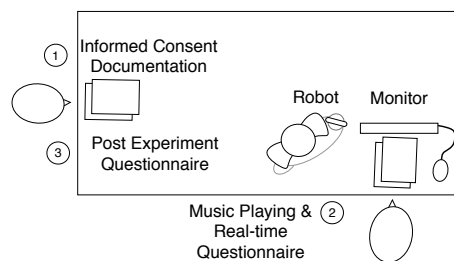 1
Informed Consent
Documentation
3
Post Experiment
Questionnaire
Robot
Monitor
Music Playing & 2
Real-time
Questionnaire